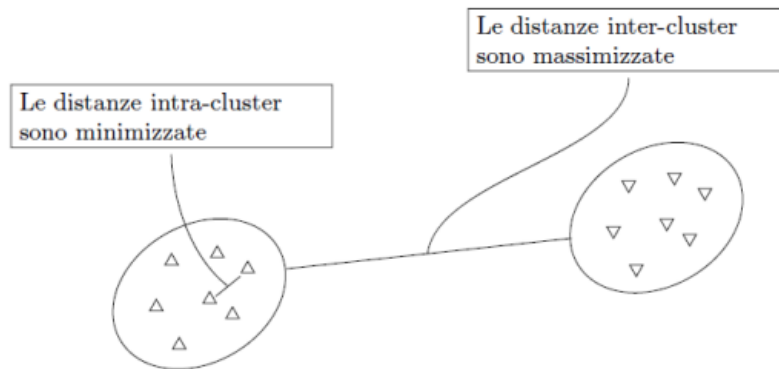 Le distanze inter-cluster
sono massimizzate
Le distanze intra-cluster
sono minimizzate